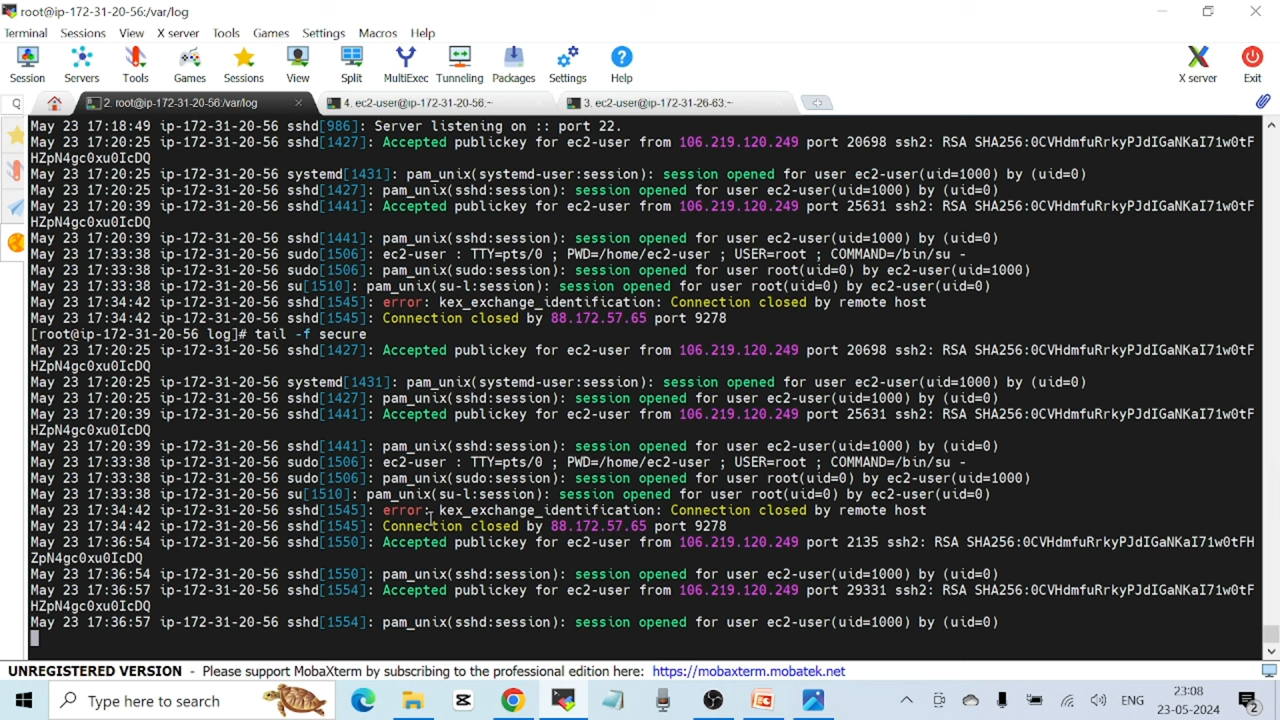 root@ip-172-31-20-56:/var/log
Terminal Sessions View X server Tools Games Settings Macros Help
Session Servers Tools Games Sessions View Split MultiExec Tunneling Packages Settings Help X server Exit
2. root@ip-172-31-20-56:/var/log 4. ec2-user@ip-172-31-20-56:~ 3. ec2-user@ip-172-31-26-63:~
May 23 17:18:49 ip-172-31-20-56 sshd[986]: Server listening on :: port 22.
May 23 17:20:25 ip-172-31-20-56 sshd[1427]: Accepted publickey for ec2-user from 106.219.120.249 port 20698 ssh2: RSA SHA256:0CVHdmfuRrkyPJdIGaNKaI71w0tF
HZpN4gc0xu0IcDQ
May 23 17:20:25 ip-172-31-20-56 systemd[1431]: pam_unix(systemd-user:session): session opened for user ec2-user(uid=1000) by (uid=0)
May 23 17:20:25 ip-172-31-20-56 sshd[1427]: pam_unix(sshd:session): session opened for user ec2-user(uid=1000) by (uid=0)
May 23 17:20:39 ip-172-31-20-56 sshd[1441]: Accepted publickey for ec2-user from 106.219.120.249 port 25631 ssh2: RSA SHA256:0CVHdmfuRrkyPJdIGaNKaI71w0tF
HZpN4gc0xu0IcDQ
May 23 17:20:39 ip-172-31-20-56 sshd[1441]: pam_unix(sshd:session): session opened for user ec2-user(uid=1000) by (uid=0)
May 23 17:33:38 ip-172-31-20-56 sudo[1506]: ec2-user : TTY=pts/0 ; PWD=/home/ec2-user ; USER=root ; COMMAND=/bin/su -
May 23 17:33:38 ip-172-31-20-56 sudo[1506]: pam_unix(sudo:session): session opened for user root(uid=0) by ec2-user(uid=1000)
May 23 17:33:38 ip-172-31-20-56 su[1510]: pam_unix(su-l:session): session opened for user root(uid=0) by ec2-user(uid=0)
May 23 17:34:42 ip-172-31-20-56 sshd[1545]: error: kex_exchange_identification: Connection closed by remote host
May 23 17:34:42 ip-172-31-20-56 sshd[1545]: Connection closed by 88.172.57.65 port 9278
[root@ip-172-31-20-56 log]# tail -f secure
May 23 17:20:25 ip-172-31-20-56 sshd[1427]: Accepted publickey for ec2-user from 106.219.120.249 port 20698 ssh2: RSA SHA256:0CVHdmfuRrkyPJdIGaNKaI71w0tF
HZpN4gc0xu0IcDQ
May 23 17:20:25 ip-172-31-20-56 systemd[1431]: pam_unix(systemd-user:session): session opened for user ec2-user(uid=1000) by (uid=0)
May 23 17:20:25 ip-172-31-20-56 sshd[1427]: pam_unix(sshd:session): session opened for user ec2-user(uid=1000) by (uid=0)
May 23 17:20:39 ip-172-31-20-56 sshd[1441]: Accepted publickey for ec2-user from 106.219.120.249 port 25631 ssh2: RSA SHA256:0CVHdmfuRrkyPJdIGaNKaI71w0tF
HZpN4gc0xu0IcDQ
May 23 17:20:39 ip-172-31-20-56 sshd[1441]: pam_unix(sshd:session): session opened for user ec2-user(uid=1000) by (uid=0)
May 23 17:33:38 ip-172-31-20-56 sudo[1506]: ec2-user : TTY=pts/0 ; PWD=/home/ec2-user ; USER=root ; COMMAND=/bin/su -
May 23 17:33:38 ip-172-31-20-56 sudo[1506]: pam_unix(sudo:session): session opened for user root(uid=0) by ec2-user(uid=1000)
May 23 17:33:38 ip-172-31-20-56 su[1510]: pam_unix(su-l:session): session opened for user root(uid=0) by ec2-user(uid=0)
May 23 17:34:42 ip-172-31-20-56 sshd[1545]: error: kex_exchange_identification: Connection closed by remote host
May 23 17:34:42 ip-172-31-20-56 sshd[1545]: Connection closed by 88.172.57.65 port 9278
May 23 17:36:54 ip-172-31-20-56 sshd[1550]: Accepted publickey for ec2-user from 106.219.120.249 port 2135 ssh2: RSA SHA256:0CVHdmfuRrkyPJdIGaNKaI71w0tFH
ZpN4gc0xu0IcDQ
May 23 17:36:54 ip-172-31-20-56 sshd[1550]: pam_unix(sshd:session): session opened for user ec2-user(uid=1000) by (uid=0)
May 23 17:36:57 ip-172-31-20-56 sshd[1554]: Accepted publickey for ec2-user from 106.219.120.249 port 29331 ssh2: RSA SHA256:0CVHdmfuRrkyPJdIGaNKaI71w0tF
HZpN4gc0xu0IcDQ
May 23 17:36:57 ip-172-31-20-56 sshd[1554]: pam_unix(sshd:session): session opened for user ec2-user(uid=1000) by (uid=0)
UNREGISTERED VERSION - Please support MobaXterm by subscribing to the professional edition here: https://mobaxterm.mobatek.net
Type here to search
ENG
23:08
23-05-2024
2